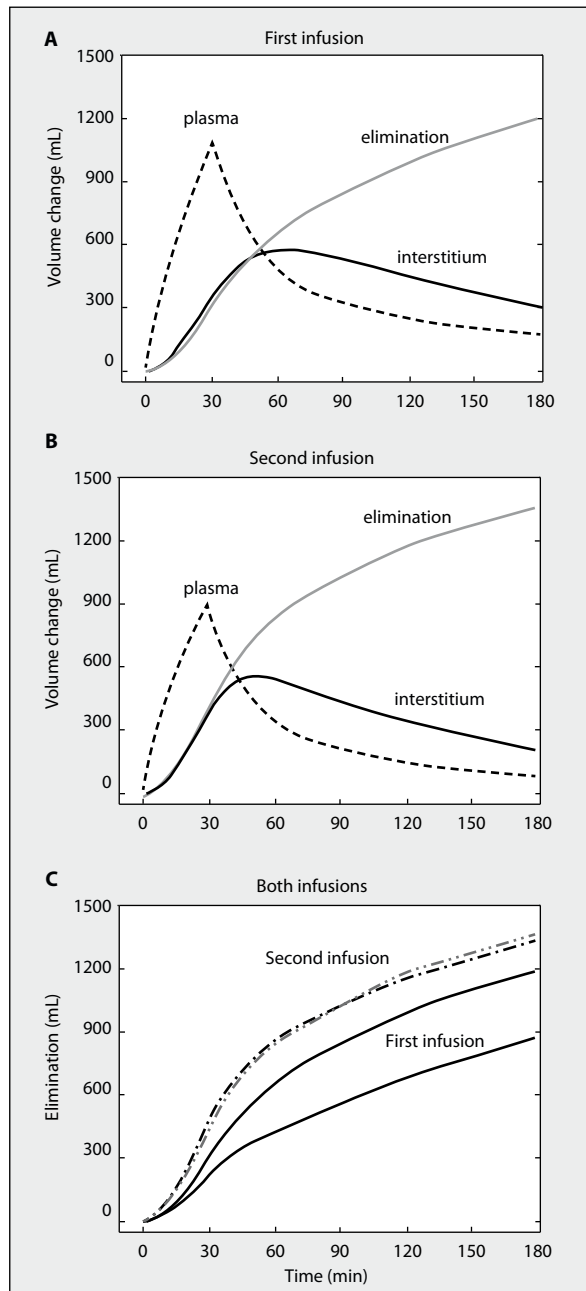 A
First infusion
1500
1200
900
600
300
0
Volume change (mL)
plasma
elimination
interstitium
0 30 60 90 120 150 180
B
Second infusion
1500
1200
900
600
300
0
Volume change (mL)
elimination
plasma
interstitium
0 30 60 90 120 150 180
C
Both infusions
1500
1200
900
600
300
0
Elimination (mL)
Second infusion
First infusion
0 30 60 90 120 150 180
Time (min)